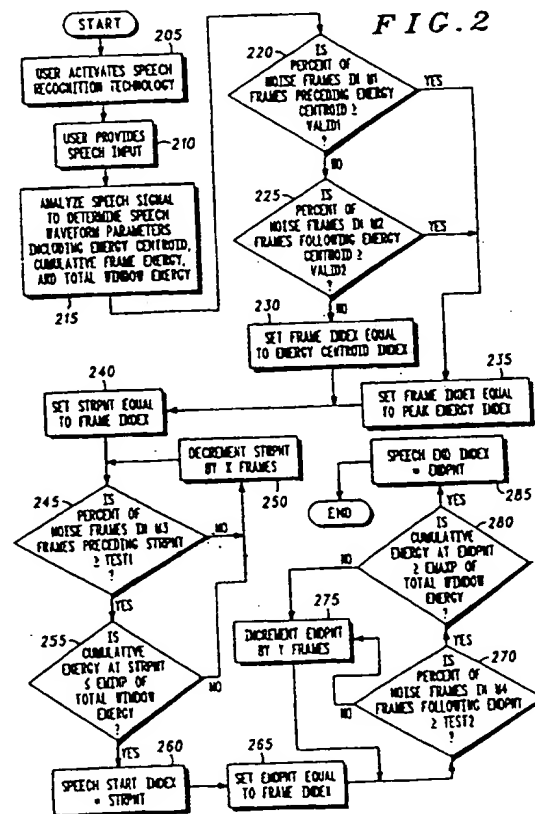 FIG.2
START
205
USER ACTIVATES SPEECH
RECOGNITION TECHNOLOGY
USER PROVIDES
SPEECH INPUT
210
ANALYZE SPEECH SIGNAL
TO DETERMINE SPEECH
WAVEFORM PARAMETERS
INCLUDING ENERGY CENTROID,
CUMULATIVE FRAME ENERGY,
AND TOTAL WINDOW ENERGY
215
220
IS
PERCENT OF
NOISE FRAMES IN M1
FRAMES PRECEDING ENERGY
CENTROID ≥
VALID1
?
YES
NO
225
IS
PERCENT OF
NOISE FRAMES IN M2
FRAMES FOLLOWING ENERGY
CENTROID ≥
VALID2
?
YES
NO
230
SET FRAME INDEX EQUAL
TO ENERGY CENTROID INDEX
235
SET FRAME INDEX EQUAL
TO PEAK ENERGY INDEX
240
SET STRPNT EQUAL
TO FRAME INDEX
DECREMENT STRPNT
BY X FRAMES
250
245
IS
PERCENT OF
NOISE FRAMES IN M3
FRAMES PRECEDING STRPNT
≥ TEST1
?
NO
YES
255
IS
CUMULATIVE
ENERGY AT STRPNT
≤ EMINP OF
TOTAL WINDOW
ENERGY
?
NO
YES
260
SPEECH START INDEX
= STRPNT
265
SET ENDPNT EQUAL
TO FRAME INDEX
270
IS
PERCENT OF
NOISE FRAMES IN M4
FRAMES FOLLOWING ENDPNT
≥ TEST2
?
NO
YES
275
INCREMENT ENDPNT
BY Y FRAMES
280
IS
CUMULATIVE
ENERGY AT ENDPNT
≥ EMAXP OF
TOTAL WINDOW
ENERGY
?
NO
YES
SPEECH END INDEX
= ENDPNT
285
END